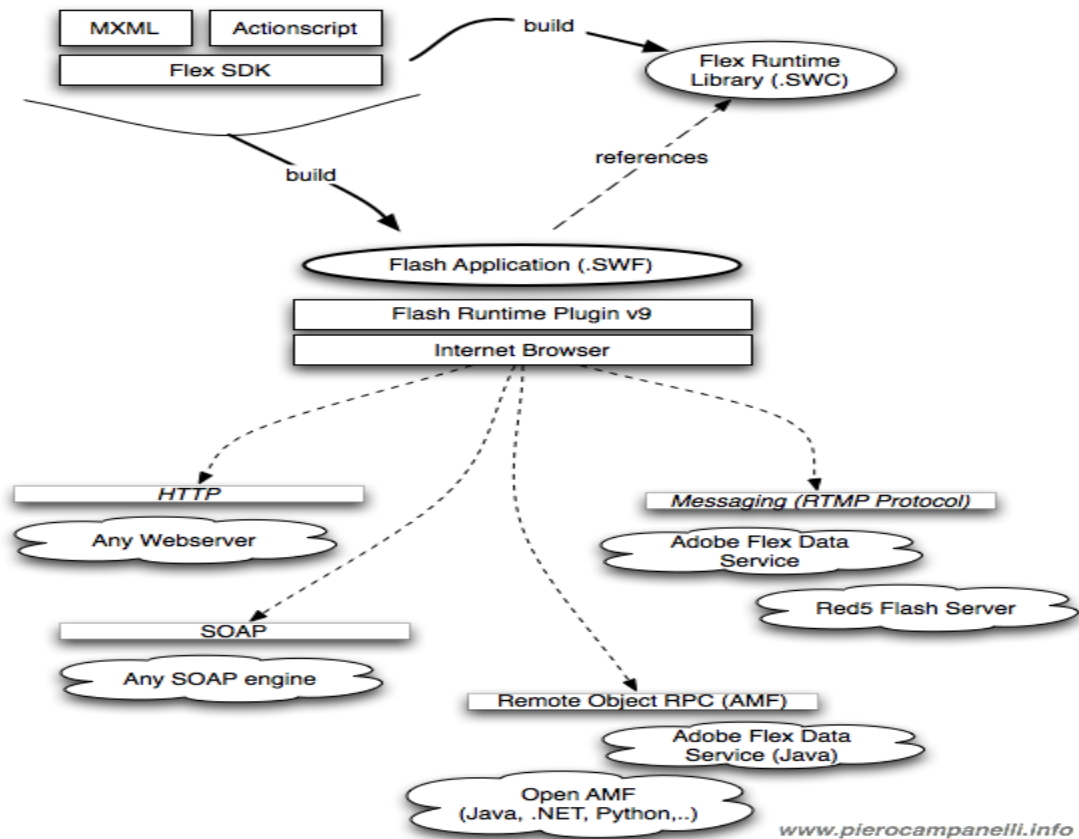 MXML
Actionscript
Flex SDK
build
Flex Runtime
Library (.SWC)
references
build
Flash Application (.SWF)
Flash Runtime Plugin v9
Internet Browser
HTTP
Any Webserver
Messaging (RTMP Protocol)
Adobe Flex Data
Service
Red5 Flash Server
SOAP
Any SOAP engine
Remote Object RPC (AMF)
Adobe Flex Data
Service (Java)
Open AMF
(Java, .NET, Python,..)
www.pierocampanelli.info